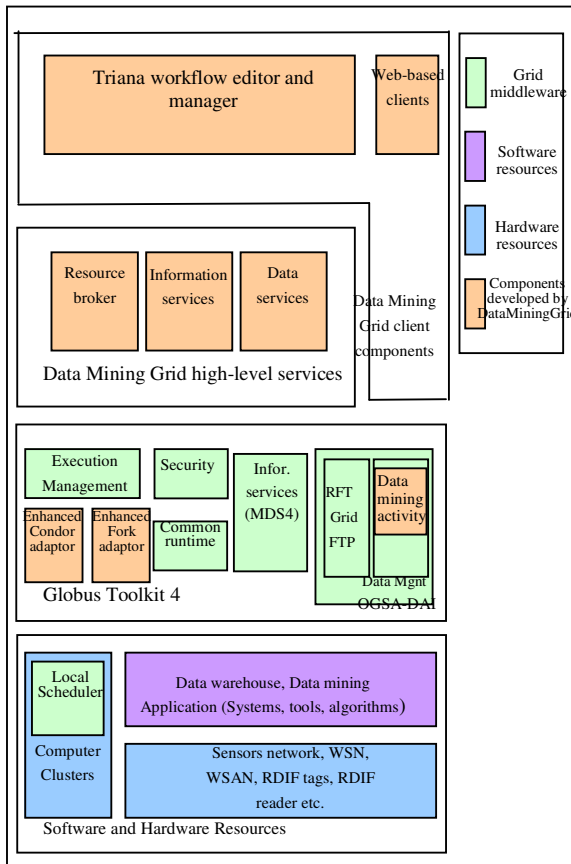 Triana workflow editor and
manager
Web-based
clients
Grid
middleware
Software
resources
Hardware
resources
Components
developed by
DataMiningGrid
Resource
broker
Information
services
Data
services
Data Mining
Grid client
components
Data Mining Grid high-level services
Execution
Management
Security
Infor.
services
(MDS4)
RFT
Grid
FTP
Data
mining
activity
Enhanced
Condor
adaptor
Enhanced
Fork
adaptor
Common
runtime
Data Mgnt
OGSA-DAI
Globus Toolkit 4
Local
Scheduler
Computer
Clusters
Data warehouse, Data mining
Application (Systems, tools, algorithms)
Sensors network, WSN,
WSAN, RDIF tags, RDIF
reader etc.
Software and Hardware Resources